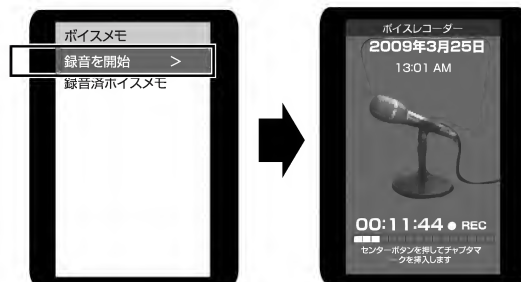 ボイスメモ
録音を開始 >
録音済ボイスメモ
ボイスレコーダー
2009年3月25日
13:01 AM
00:11:44 ● REC
センターボタンを押してチャプタマ
ークを挿入します